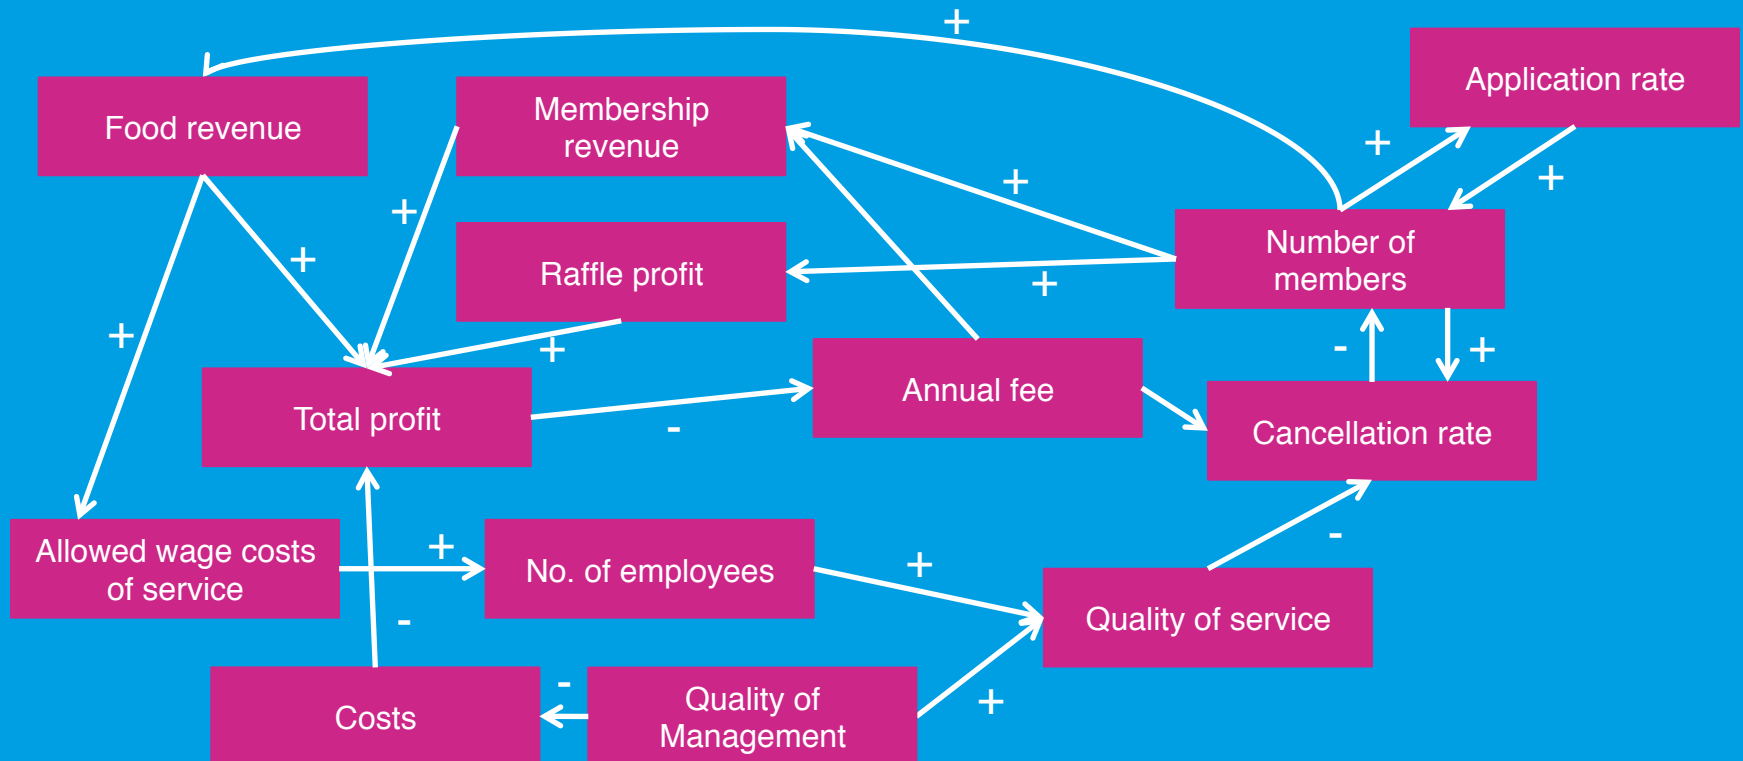 +
Application rate
Food revenue
Membership
revenue
+
+
+
+
Number of
members
Raffle profit
+
+
+
+
-
+
Annual fee
Total profit
-
Cancellation rate
-
Allowed wage costs
of service
+
No. of employees
+
-
Quality of service
-
+
Quality of
Management
Costs